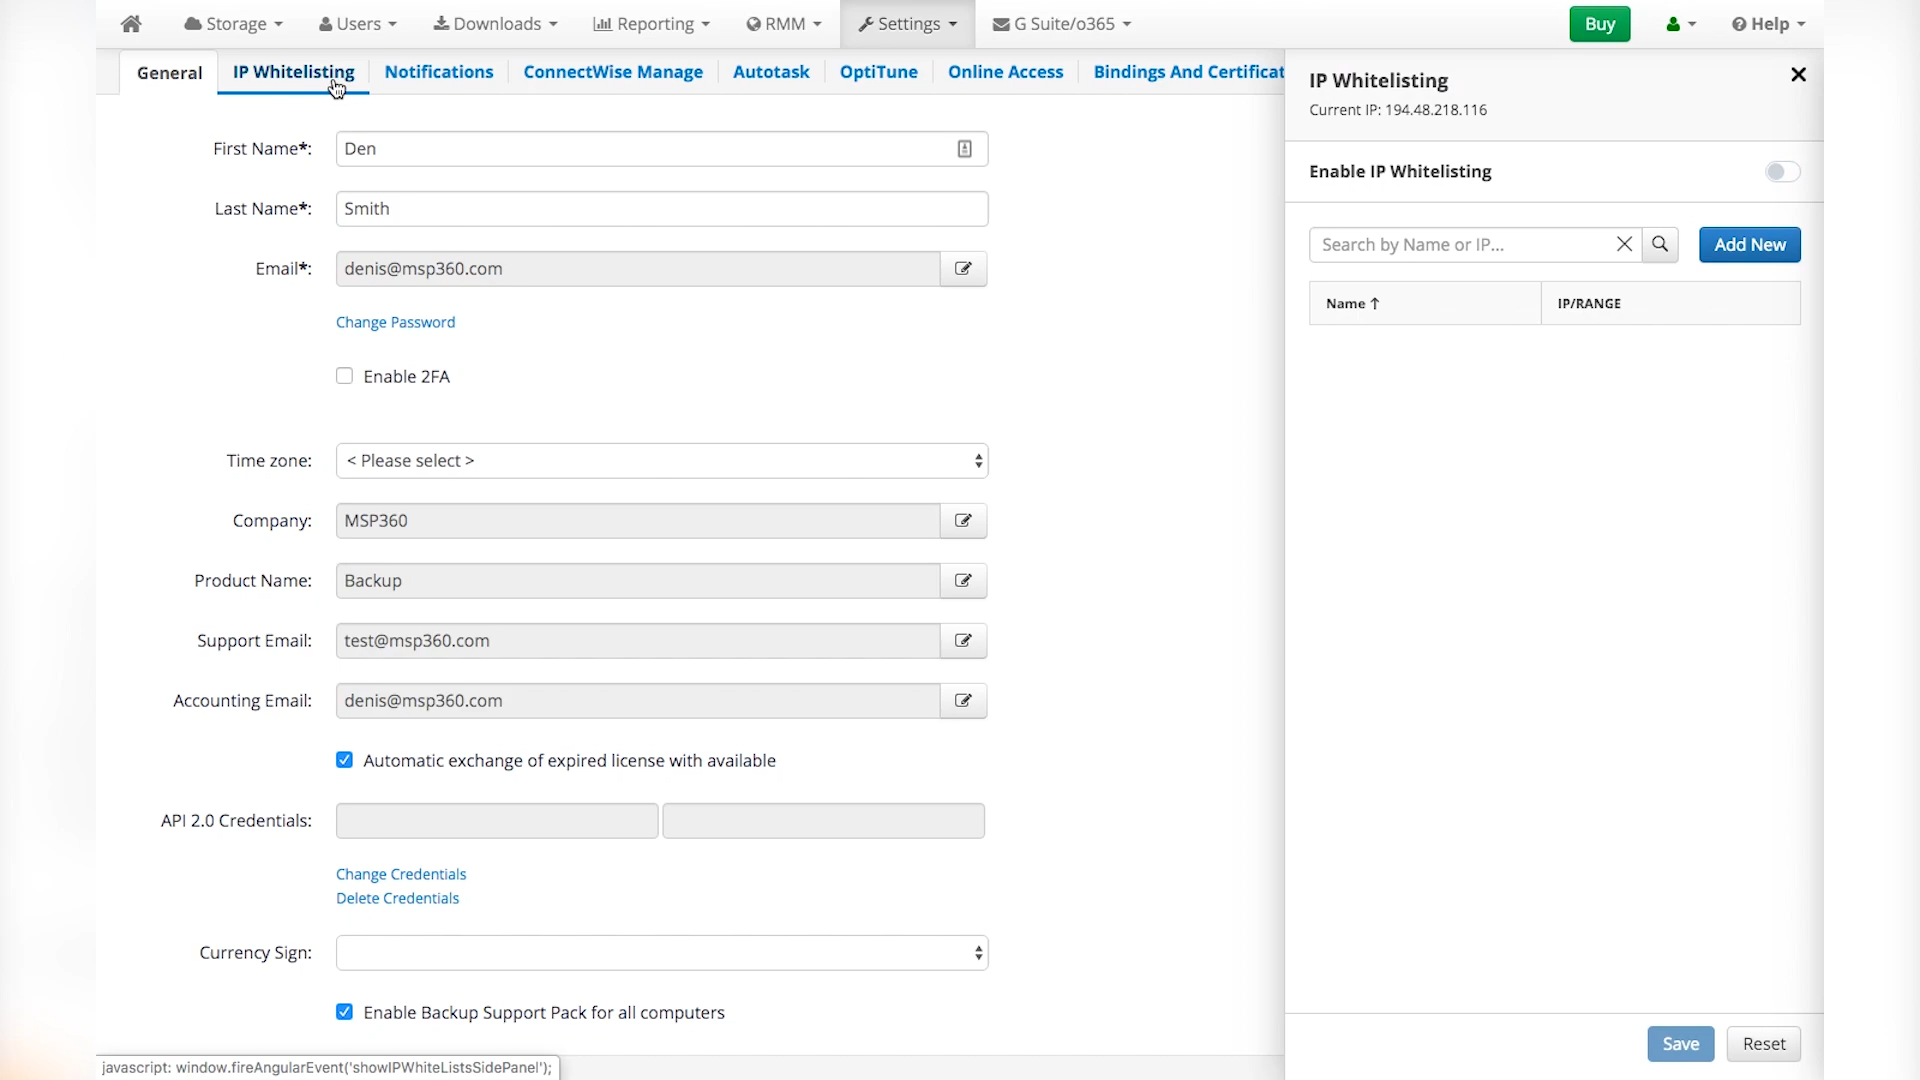 Storage Users Downloads Reporting RMM Settings G Suite/o365 Buy Help
General IP Whitelisting Notifications ConnectWise Manage Autotask OptiTune Online Access Bindings And Certificat
First Name*: Den
Last Name*: Smith
Email*: denis@msp360.com
Change Password
Enable 2FA
Time zone: < Please select >
Company: MSP360
Product Name: Backup
Support Email: test@msp360.com
Accounting Email: denis@msp360.com
Automatic exchange of expired license with available
API 2.0 Credentials:
Change Credentials
Delete Credentials
Currency Sign:
Enable Backup Support Pack for all computers
javascript: window.fireAngularEvent('showIPWhiteListsSidePanel');
IP Whitelisting
Current IP: 194.48.218.116
Enable IP Whitelisting
Search by Name or IP... Add New
Name ↑ IP/RANGE
Save Reset